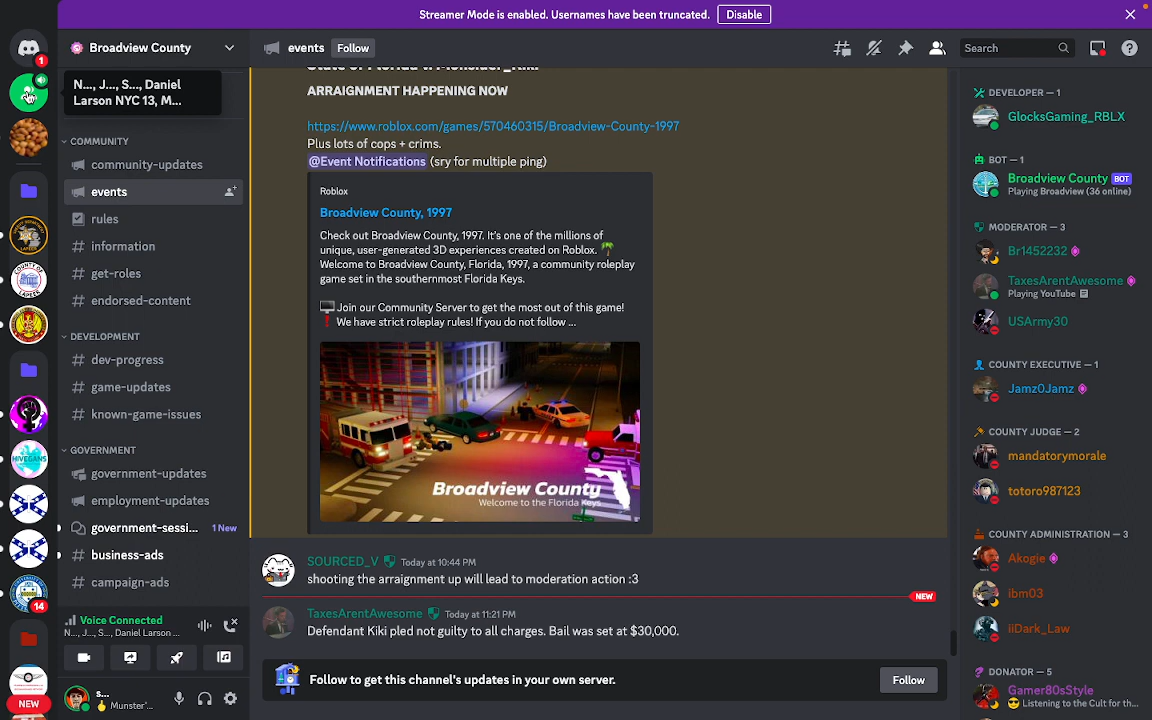 Streamer Mode is enabled. Usernames have been truncated.
Disable
1
N..., J..., S..., Daniel
Larson NYC 13, M...
HIVEGANS
14
NEW
Broadview County
COMMUNITY
community-updates
events
rules
information
get-roles
endorsed-content
DEVELOPMENT
dev-progress
game-updates
known-game-issues
GOVERNMENT
government-updates
employment-updates
government-sessi...
1 New
business-ads
campaign-ads
Voice Connected
N..., J..., S..., Daniel Larson ...
s...
Munster'...
events
Follow
Search
ARRAIGNMENT HAPPENING NOW
https://www.roblox.com/games/570460315/Broadview-County-1997
Plus lots of cops + crims.
@Event Notifications (sry for multiple ping)
Roblox
Broadview County, 1997
Check out Broadview County, 1997. It's one of the millions of
unique, user-generated 3D experiences created on Roblox. 🌴
Welcome to Broadview County, Florida, 1997, a community roleplay
game set in the southernmost Florida Keys.
🖥️Join our Community Server to get the most out of this game!
❗ We have strict roleplay rules! If you do not follow ...
Broadview County
Welcome to the Florida Keys
SOURCED_V Today at 10:44 PM
shooting the arraignment up will lead to moderation action :3
NEW
TaxesArentAwesome Today at 11:21 PM
Defendant Kiki pled not guilty to all charges. Bail was set at $30,000.
Follow to get this channel's updates in your own server.
Follow
DEVELOPER — 1
GlocksGaming_RBLX
BOT — 1
Broadview County BOT
Playing Broadview (36 online)
MODERATOR — 3
Br1452232
TaxesArentAwesome
Playing YouTube
USArmy30
COUNTY EXECUTIVE — 1
Jamz0Jamz
COUNTY JUDGE — 2
mandatorymorale
totoro987123
COUNTY ADMINISTRATION — 3
Akogie
ibm03
iiDark_Law
DONATOR — 5
Gamer80sStyle
😎 Listening to the Cult for th...